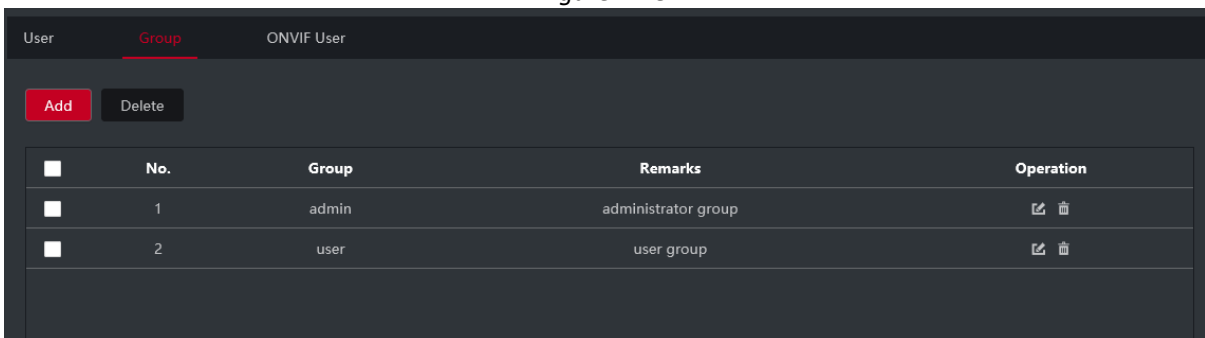 User Group ONVIF User
Add Delete
No. Group Remarks Operation
1 admin administrator group
2 user user group